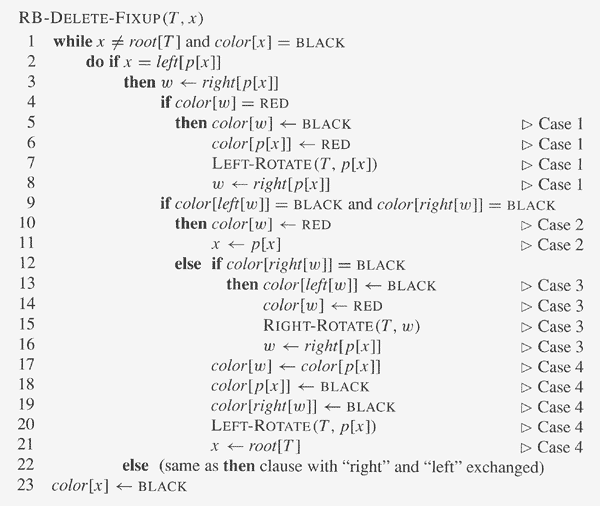 RB-DELETE-FIXUP(T, x)
1 while x ≠ root[T] and color[x] = BLACK
2 do if x = left[p[x]]
3 then w ← right[p[x]]
4 if color[w] = RED
5 then color[w] ← BLACK ▷ Case 1
6 color[p[x]] ← RED ▷ Case 1
7 LEFT-ROTATE(T, p[x]) ▷ Case 1
8 w ← right[p[x]] ▷ Case 1
9 if color[left[w]] = BLACK and color[right[w]] = BLACK
10 then color[w] ← RED ▷ Case 2
11 x ← p[x] ▷ Case 2
12 else if color[right[w]] = BLACK
13 then color[left[w]] ← BLACK ▷ Case 3
14 color[w] ← RED ▷ Case 3
15 RIGHT-ROTATE(T, w) ▷ Case 3
16 w ← right[p[x]] ▷ Case 3
17 color[w] ← color[p[x]] ▷ Case 4
18 color[p[x]] ← BLACK ▷ Case 4
19 color[right[w]] ← BLACK ▷ Case 4
20 LEFT-ROTATE(T, p[x]) ▷ Case 4
21 x ← root[T] ▷ Case 4
22 else (same as then clause with “right” and “left” exchanged)
23 color[x] ← BLACK